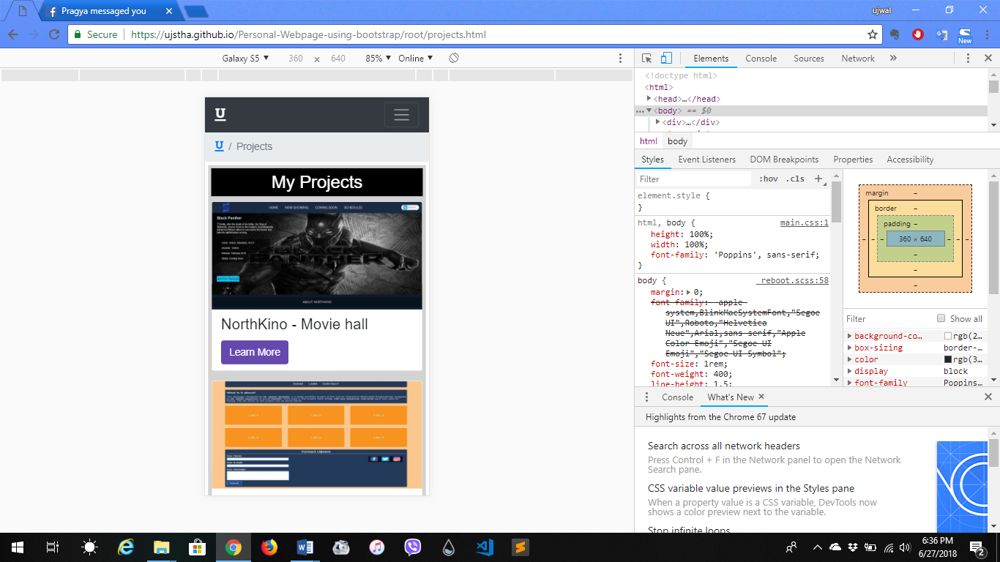 Pragya messaged you
ujwal
Secure
https://ujstha.github.io/Personal-Webpage-using-bootstrap/root/projects.html
New
Galaxy S5 ▼ 360 × 640 85% ▼ Online ▼
Elements Console Sources Network »
<!doctype html>
<html>
<head>…</head>
… <body> == $0
<div>…</div>
html body
Styles Event Listeners DOM Breakpoints Properties Accessibility
Filter :hov .cls +
element.style {
}
html, body { main.css:1
height: 100%;
width: 100%;
font-family: 'Poppins', sans-serif;
}
body { _reboot.scss:58
margin: 0;
font-family: -apple-
system,BlinkMacSystemFont,"Segoe
UI",Roboto,"Helvetica
Neue",Arial,sans-serif,"Apple
Color Emoji","Segoe UI
Emoji","Segoe UI Symbol";
font-size: 1rem;
font-weight: 400;
line-height: 1.5;
margin –
border –
padding –
– – – 360 × 640 – – –
–
–
–
Filter Show all
background-co… rgb(2…
box-sizing border-…
color rgb(3…
display block
font-family Poppins…
U
U / Projects
My Projects
HOME NOW SHOWING COMING SOON SCHEDULES
Black Panther
BLACK PANTHER
WATCH TRAILER
ABOUT NORTHKINO
NorthKino - Movie hall
Learn More
HOME LABS CONTACT
What is it about?
Your Name
Your E-mail
Your Message
Submit
Console What's New
Highlights from the Chrome 67 update
Search across all network headers
Press Control + F in the Network panel to open the Network
Search pane.
CSS variable value previews in the Styles pane
When a property value is a CSS variable, DevTools now
shows a color preview next to the variable.
Stop infinite loops
6:36 PM
6/27/2018
2